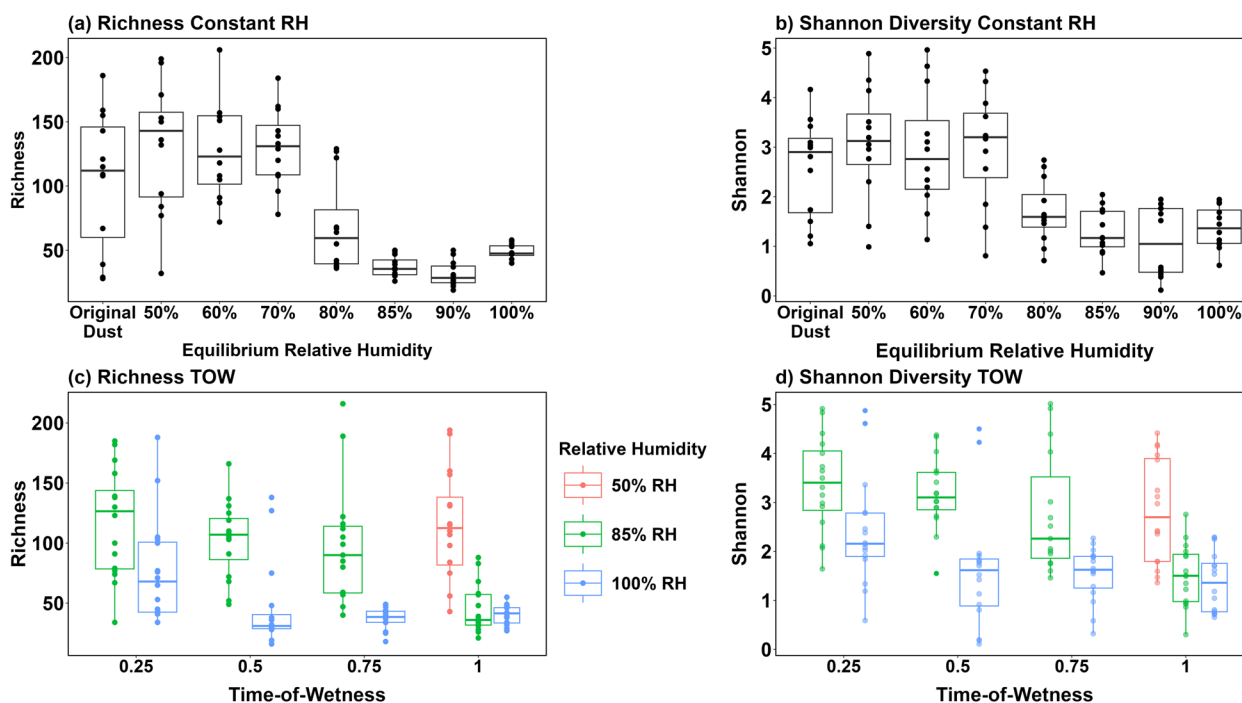 (a) Richness Constant RH
Richness
200
150
100
50
Original Dust
50%
60%
70%
80%
85%
90%
100%
Equilibrium Relative Humidity
b) Shannon Diversity Constant RH
Shannon
5
4
3
2
1
0
Original Dust
50%
60%
70%
80%
85%
90%
100%
Equilibrium Relative Humidity
(c) Richness TOW
Richness
200
150
100
50
0.25
0.5
0.75
1
Time-of-Wetness
Relative Humidity
50% RH
85% RH
100% RH
d) Shannon Diversity TOW
Shannon
5
4
3
2
1
0
0.25
0.5
0.75
1
Time-of-Wetness